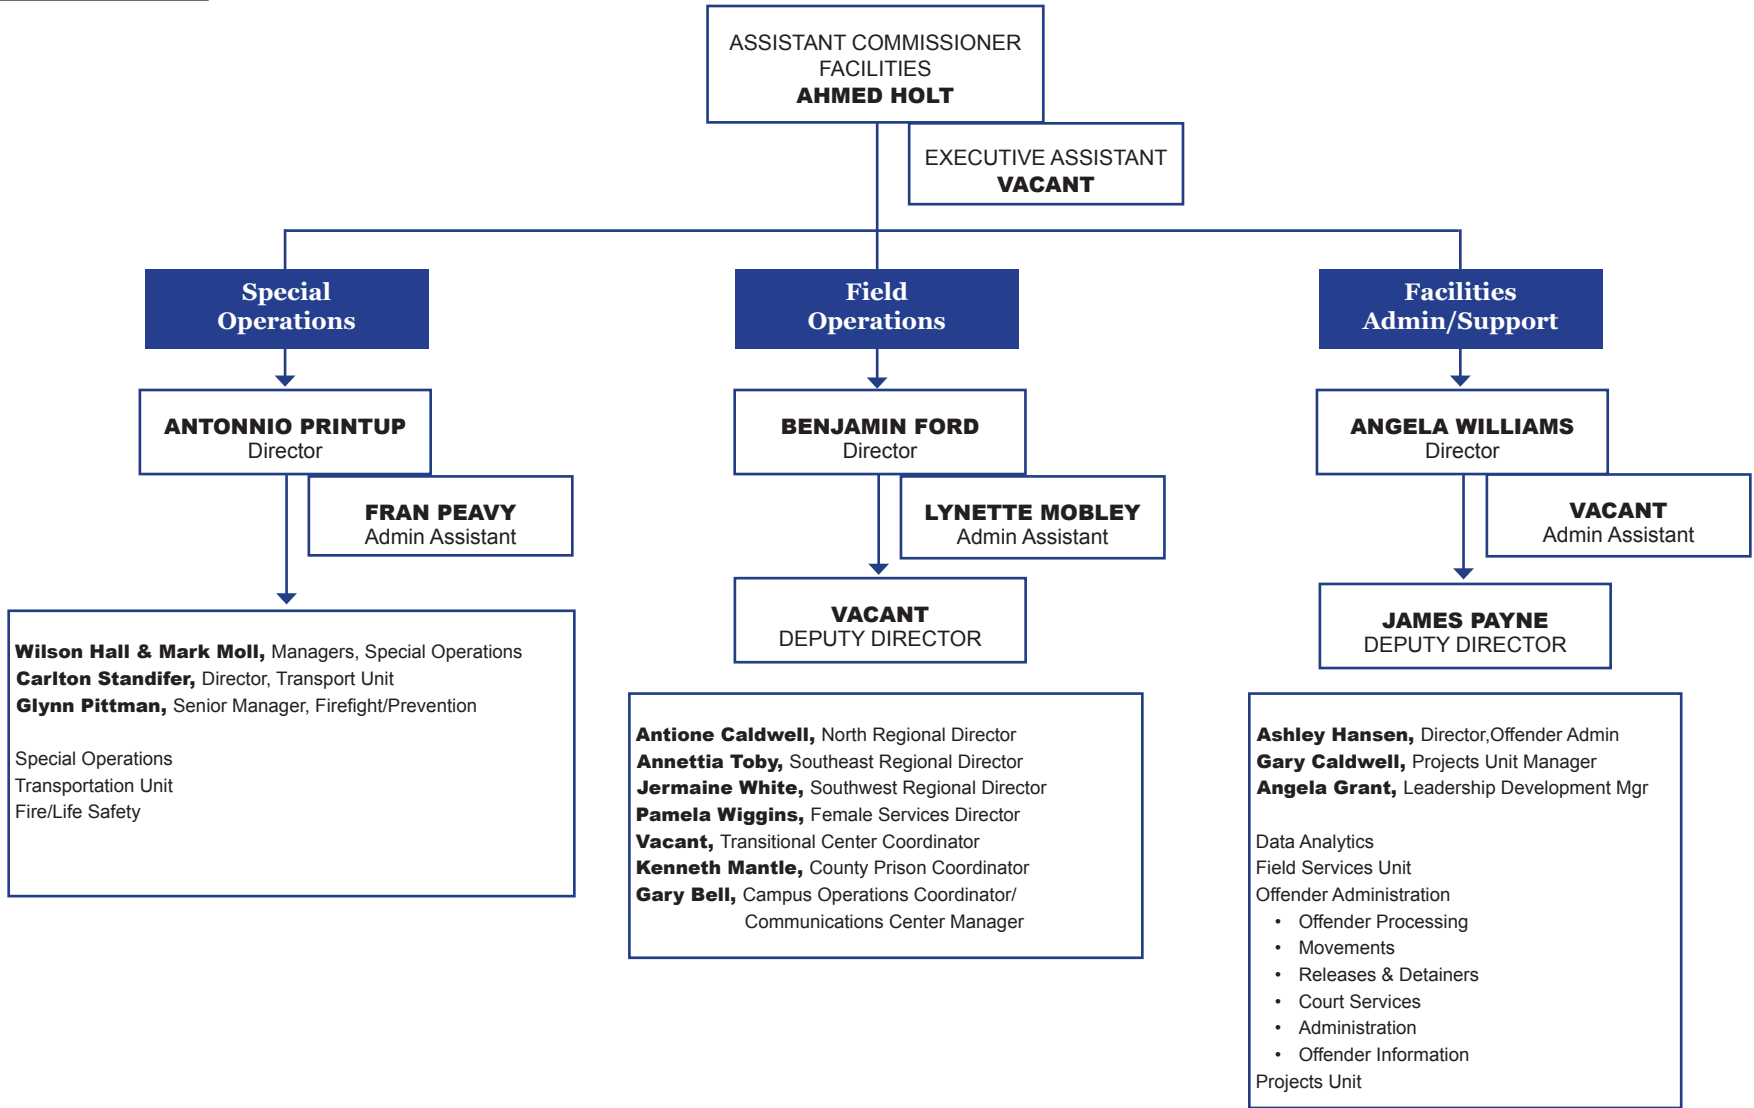 ASSISTANT COMMISSIONER
FACILITIES
AHMED HOLT
EXECUTIVE ASSISTANT
VACANT
Special
Operations
ANTONNIO PRINTUP
Director
FRAN PEAVY
Admin Assistant
Wilson Hall & Mark Moll, Managers, Special Operations
Carlton Standifer, Director, Transport Unit
Glynn Pittman, Senior Manager, Firefight/Prevention
Special Operations
Transportation Unit
Fire/Life Safety
Field
Operations
BENJAMIN FORD
Director
LYNETTE MOBLEY
Admin Assistant
VACANT
DEPUTY DIRECTOR
Antione Caldwell, North Regional Director
Annettia Toby, Southeast Regional Director
Jermaine White, Southwest Regional Director
Pamela Wiggins, Female Services Director
Vacant, Transitional Center Coordinator
Kenneth Mantle, County Prison Coordinator
Gary Bell, Campus Operations Coordinator/
Communications Center Manager
Facilities
Admin/Support
ANGELA WILLIAMS
Director
VACANT
Admin Assistant
JAMES PAYNE
DEPUTY DIRECTOR
Ashley Hansen, Director,Offender Admin
Gary Caldwell, Projects Unit Manager
Angela Grant, Leadership Development Mgr
Data Analytics
Field Services Unit
Offender Administration
• Offender Processing
• Movements
• Releases & Detainers
• Court Services
• Administration
• Offender Information
Projects Unit